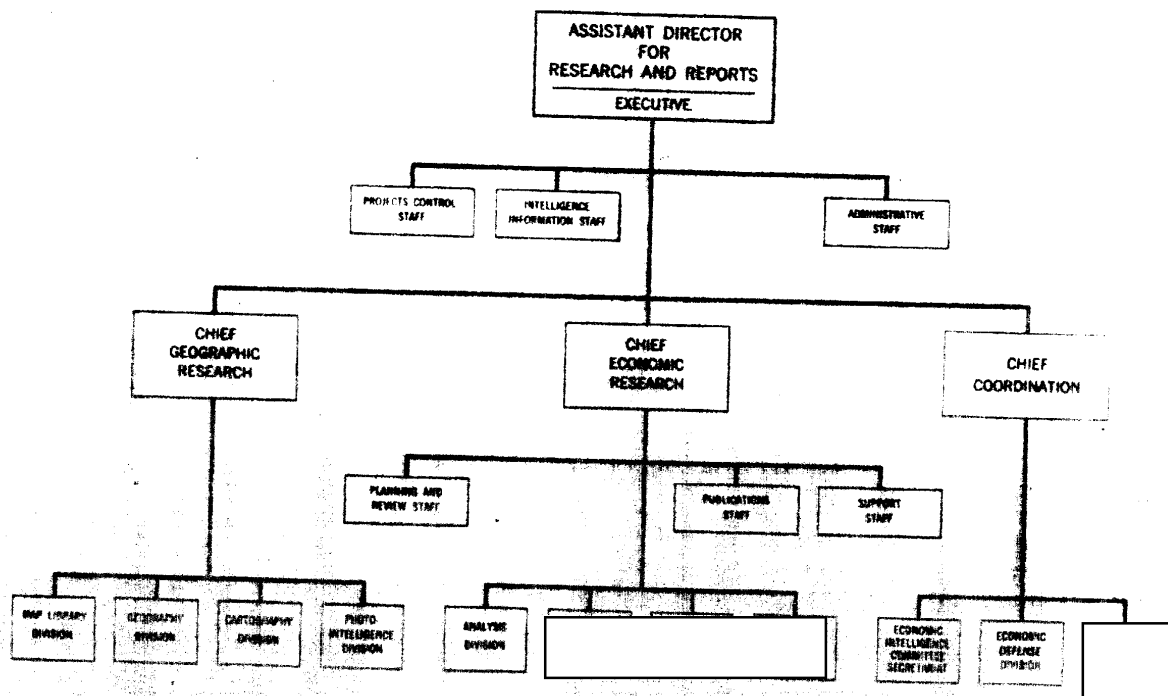 ASSISTANT DIRECTOR
FOR
RESEARCH AND REPORTS
EXECUTIVE
PROJECTS CONTROL
STAFF
INTELLIGENCE
INFORMATION STAFF
ADMINISTRATIVE
STAFF
CHIEF
GEOGRAPHIC
RESEARCH
CHIEF
ECONOMIC
RESEARCH
CHIEF
COORDINATION
PLANNING AND
REVIEW STAFF
PUBLICATIONS
STAFF
SUPPORT
STAFF
MAP LIBRARY
DIVISION
GEOGRAPHY
DIVISION
CARTOGRAPHY
DIVISION
PHOTO-
INTELLIGENCE
DIVISION
ANALYSIS
DIVISION
ECONOMIC
INTELLIGENCE
COMMITTEE
SECRETARIAT
ECONOMIC
DEFENSE
DIVISION